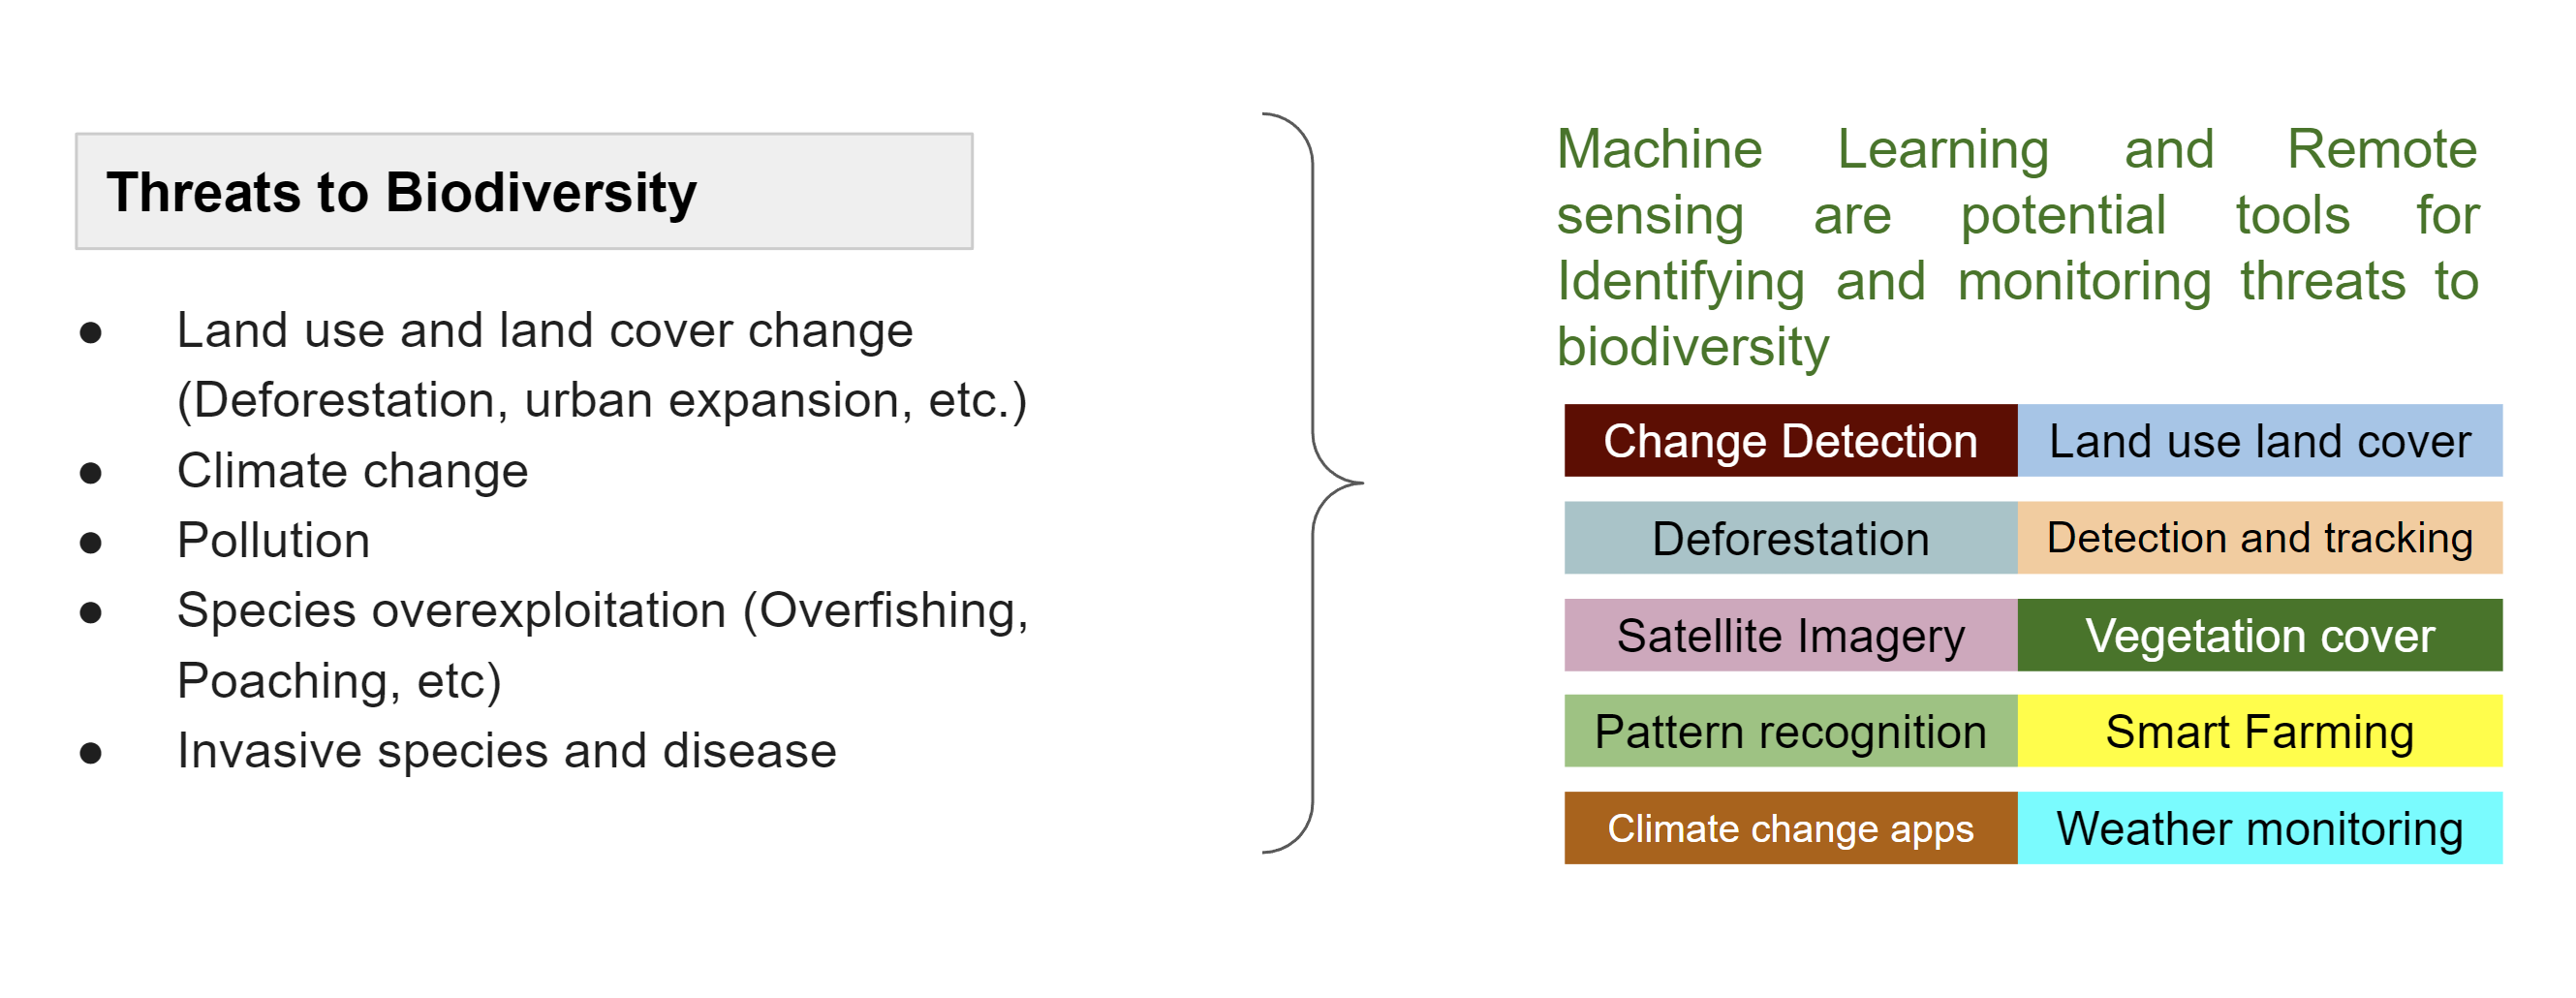 Threats to Biodiversity
● Land use and land cover change
(Deforestation, urban expansion, etc.)
● Climate change
● Pollution
● Species overexploitation (Overfishing,
Poaching, etc)
● Invasive species and disease
Machine Learning and Remote
sensing are potential tools for
Identifying and monitoring threats to
biodiversity
Change Detection Land use land cover
Deforestation Detection and tracking
Satellite Imagery Vegetation cover
Pattern recognition Smart Farming
Climate change apps Weather monitoring